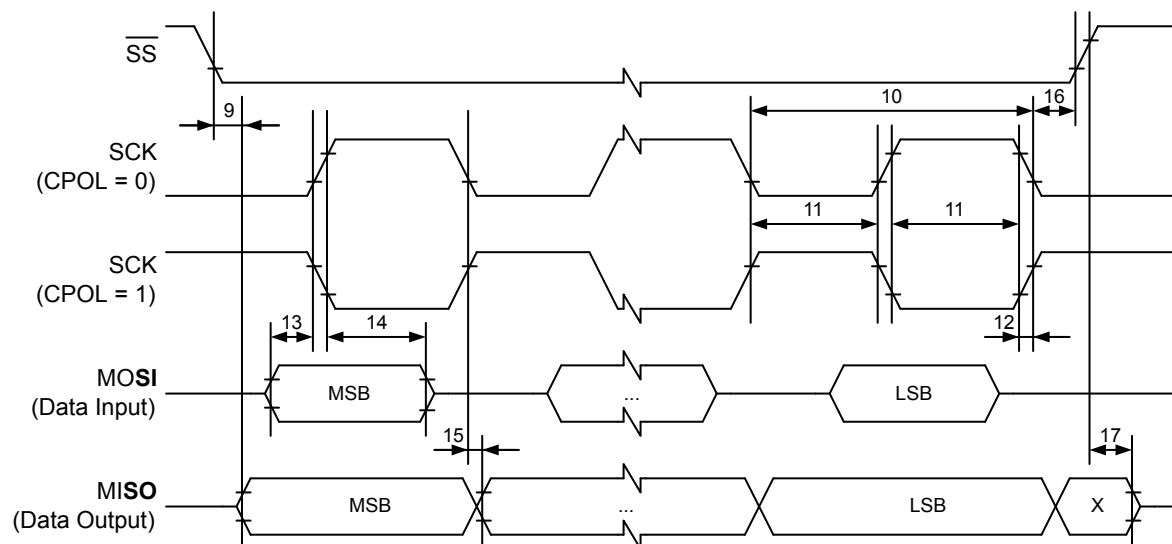 SS
9
10
16
SCK
(CPOL = 0)
11
11
SCK
(CPOL = 1)
13
14
12
MOSI
(Data Input)
MSB
...
LSB
15
17
MISO
(Data Output)
MSB
...
LSB
X